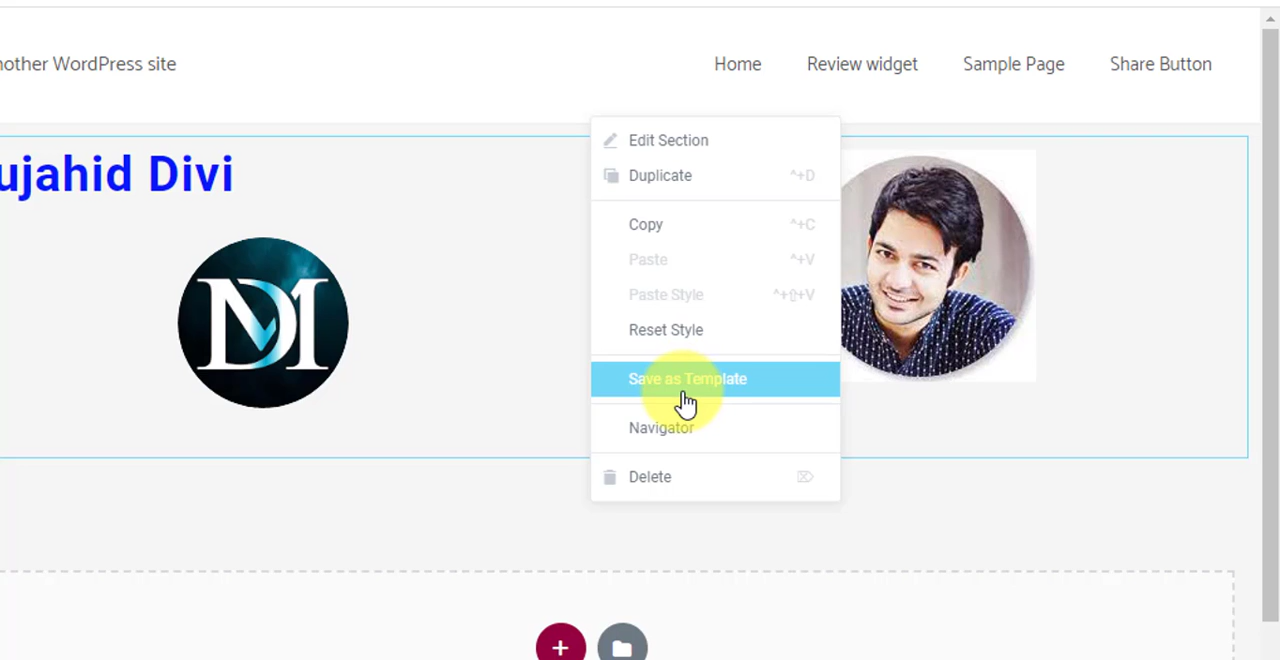 nother WordPress site
Home Review widget Sample Page Share Button
ujahid Divi
Edit Section
Duplicate ^+D
Copy ^+C
Paste ^+V
Paste Style ^+⇧+V
Reset Style
Save as Template
Navigator
Delete ⌦